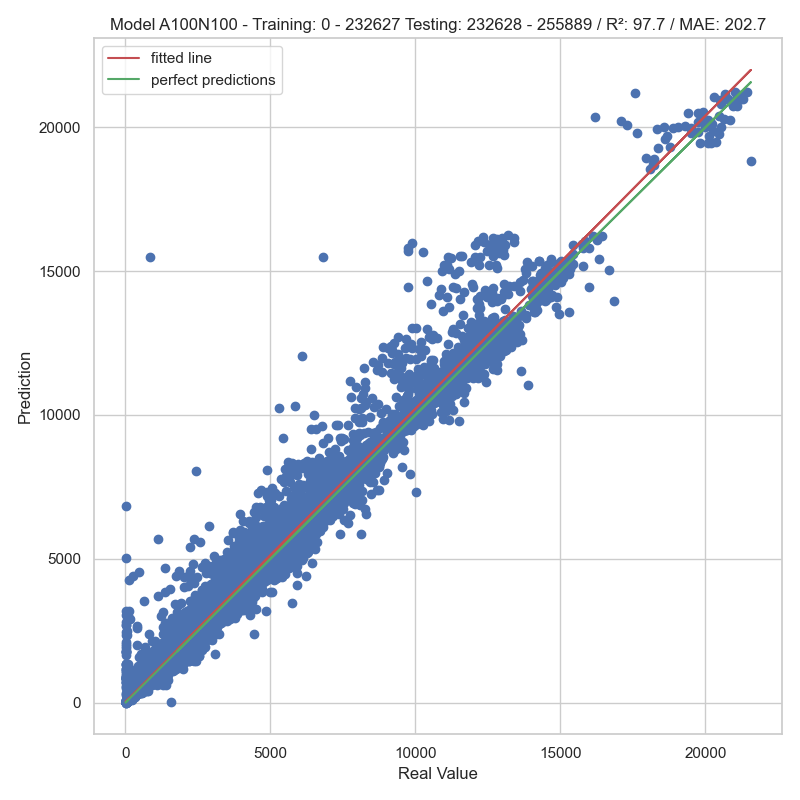 Model A100N100 - Training: 0 - 232627 Testing: 232628 - 255889 / R²: 97.7 / MAE: 202.7
fitted line
perfect predictions
20000
15000
10000
5000
0
Prediction
0 5000 10000 15000 20000
Real Value